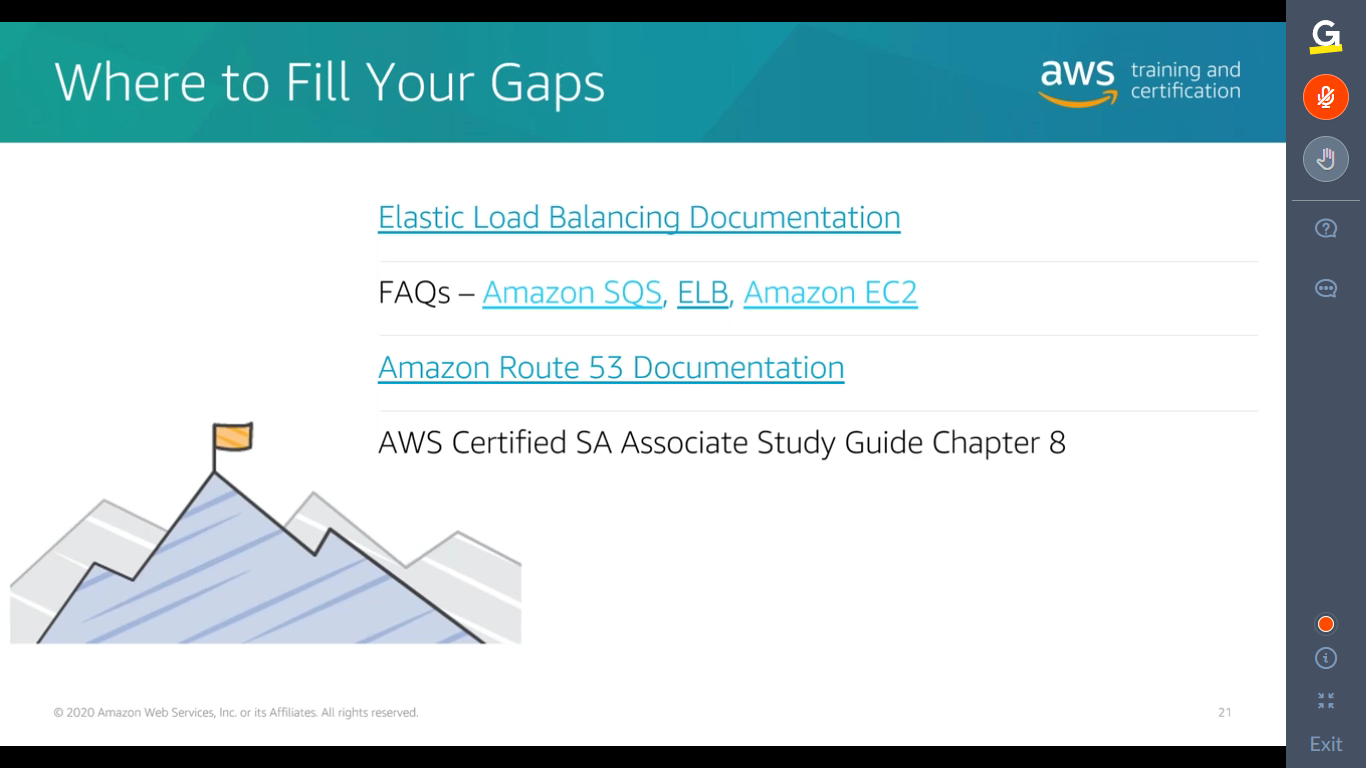 Where to Fill Your Gaps
aws training and
certification
Elastic Load Balancing Documentation
FAQs – Amazon SQS, ELB, Amazon EC2
Amazon Route 53 Documentation
AWS Certified SA Associate Study Guide Chapter 8
© 2020 Amazon Web Services, Inc. or its Affiliates. All rights reserved.
21
G
Exit